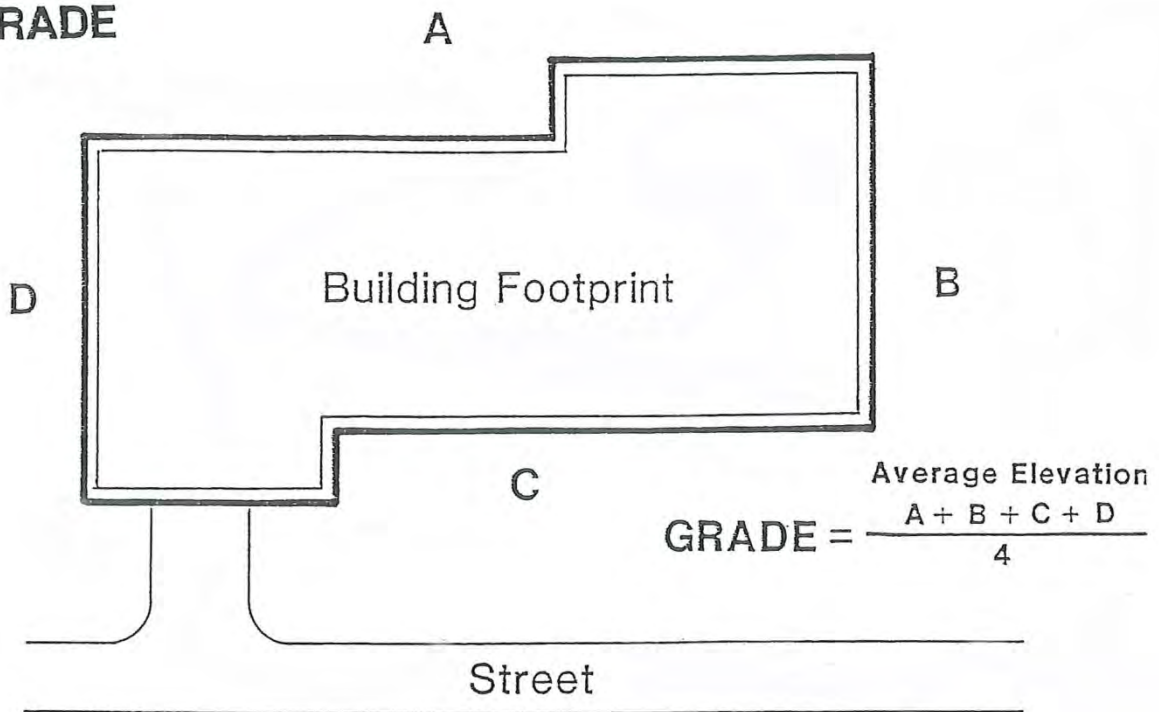 RADE
A
D
Building Footprint
B
C
Average Elevation
GRADE = A + B + C + D
4
Street